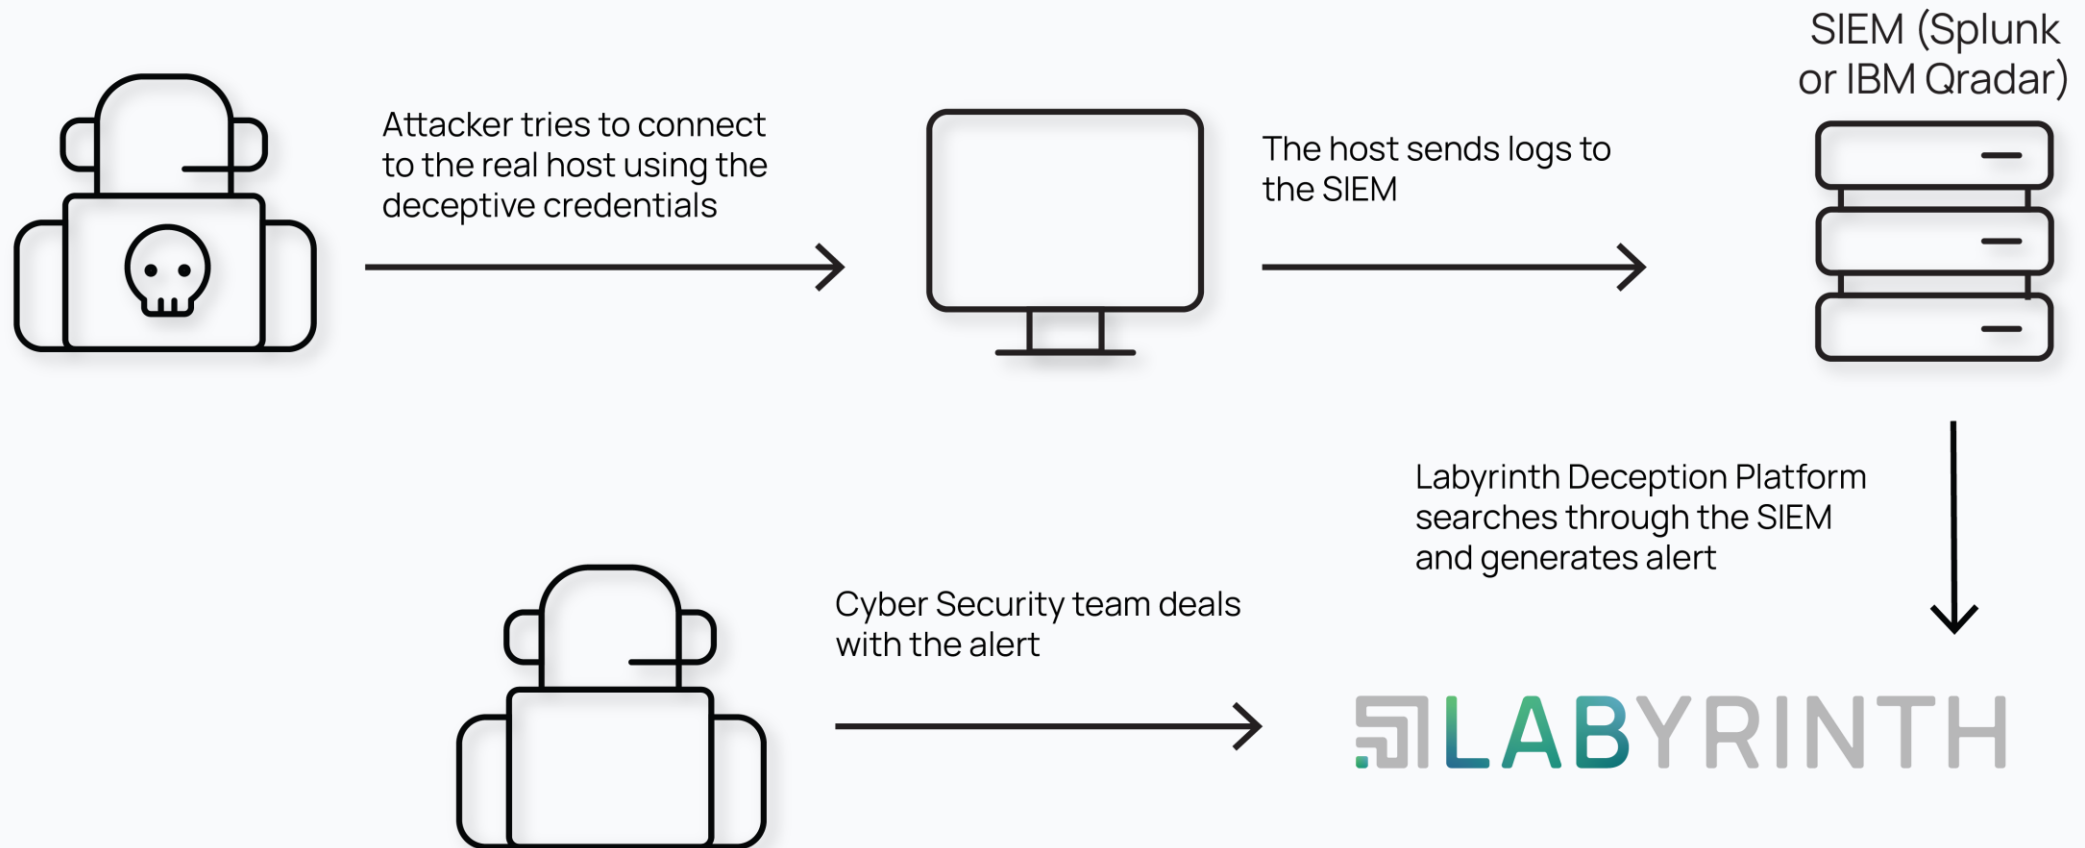 SIEM (Splunk
or IBM Qradar)
Attacker tries to connect
to the real host using the
deceptive credentials
The host sends logs to
the SIEM
Labyrinth Deception Platform
searches through the SIEM
and generates alert
Cyber Security team deals
with the alert
LABYRINTH